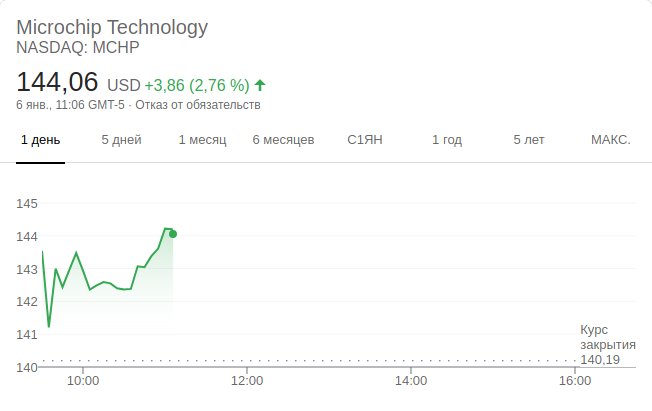 Microchip Technology
NASDAQ: MCHP
144,06 USD +3,86 (2,76 %)
6 янв., 11:06 GMT-5 · Отказ от обязательств
1 день 5 дней 1 месяц 6 месяцев С1ЯН 1 год 5 лет МАКС.
145
144
143
142
141
Курс
закрытия
140,19
140
10:00 12:00 14:00 16:00